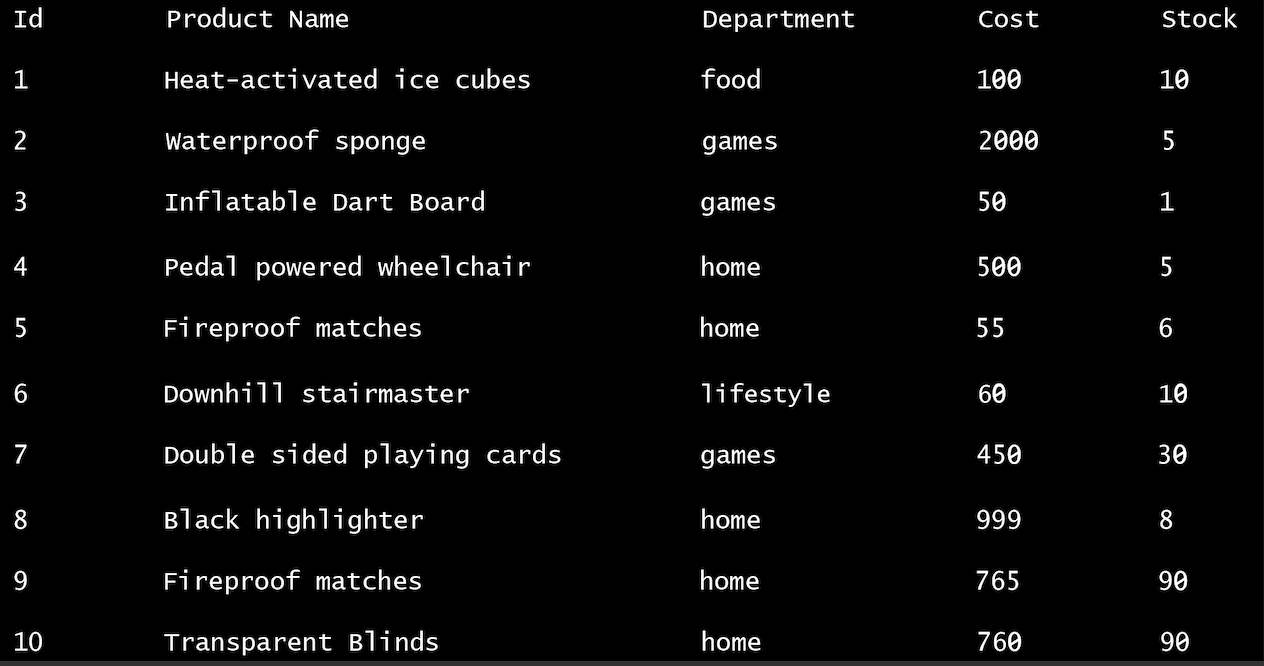 Id Product Name Department Cost Stock
1 Heat-activated ice cubes food 100 10
2 Waterproof sponge games 2000 5
3 Inflatable Dart Board games 50 1
4 Pedal powered wheelchair home 500 5
5 Fireproof matches home 55 6
6 Downhill stairmaster lifestyle 60 10
7 Double sided playing cards games 450 30
8 Black highlighter home 999 8
9 Fireproof matches home 765 90
10 Transparent Blinds home 760 90